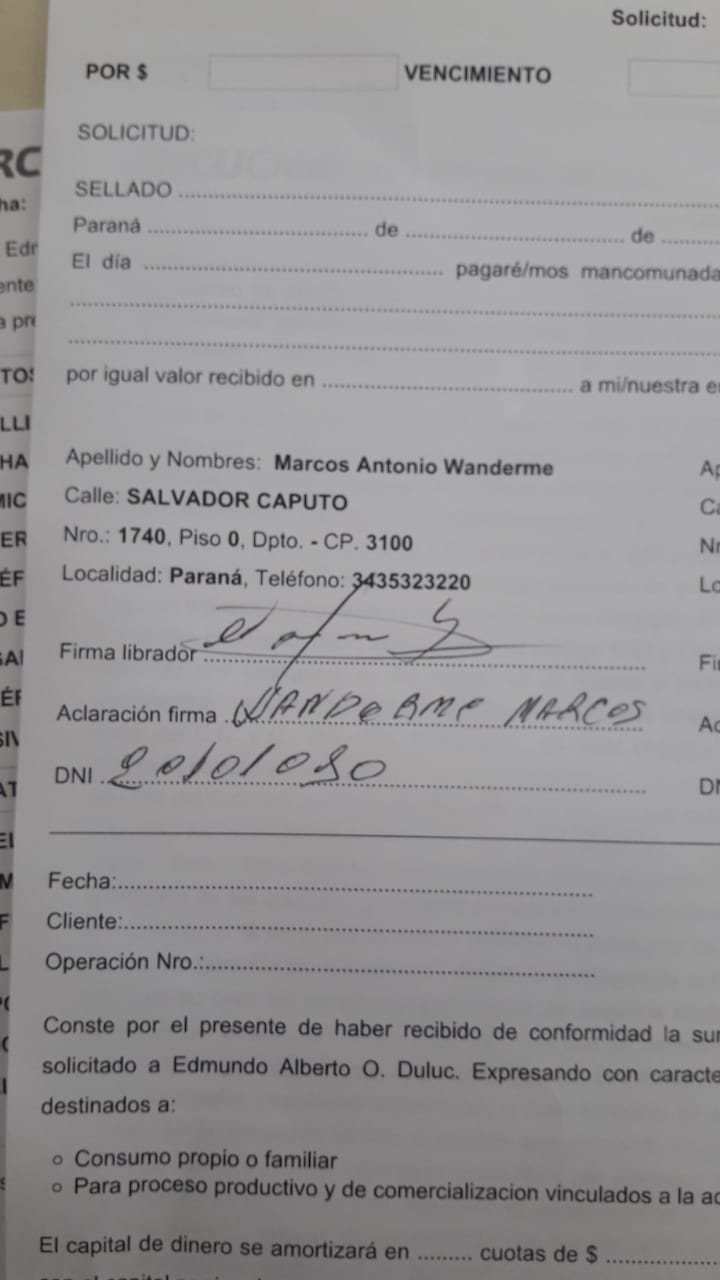 Solicitud:
POR $ VENCIMIENTO
SOLICITUD:
SELLADO ........................
Paraná ........................ de ........................ de ............
El día ........................ pagaré/mos mancomunada
por igual valor recibido en ........................ a mi/nuestra
Apellido y Nombres: Marcos Antonio Wanderme
Calle: SALVADOR CAPUTO
Nro.: 1740, Piso 0, Dpto. - CP. 3100
Localidad: Paraná, Teléfono: 3435323220
Firma librador ........................
Aclaración firma WANDERME MARCOS
DNI 20101030
Fecha:........................
Cliente:........................
Operación Nro.:........................
Conste por el presente de haber recibido de conformidad la
solicitado a Edmundo Alberto O. Duluc. Expresando con caracte
destinados a:
o Consumo propio o familiar
o Para proceso productivo y de comercializacion vinculados a la
El capital de dinero se amortizará en ......... cuotas de $ ...............